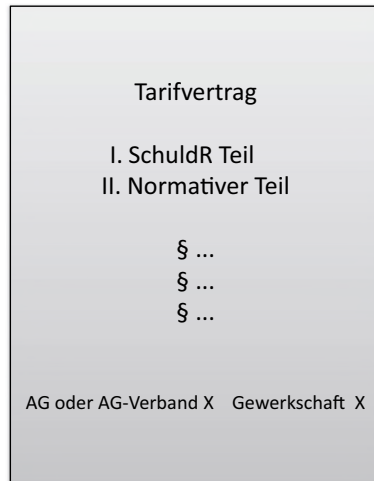 Tarifvertrag
I. SchuldR Teil
II. Normativer Teil
§ ...
§ ...
§ ...
AG oder AG-Verband X Gewerkschaft X